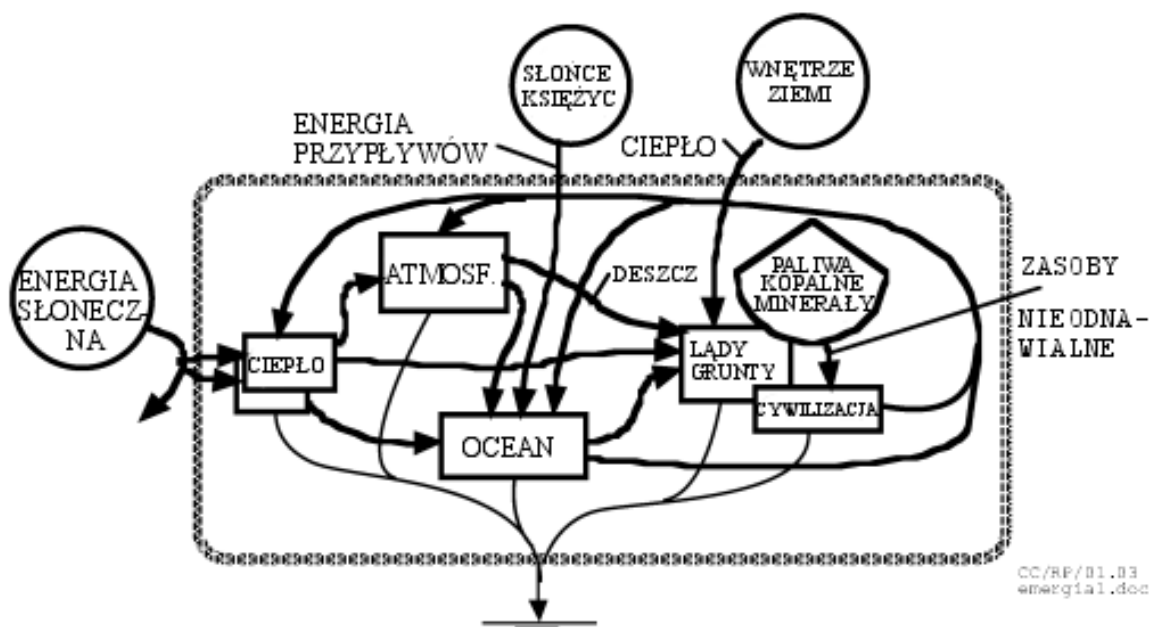 SŁOŃCE
KSIĘŻYC
WNĘTRZE
ZIEMI
ENERGIA
PRZYPŁYWÓW
CIEPŁO
ENERGIA
SŁONECZ-
NA
ATMOSF.
DESZCZ
PALIWA
KOPALNE
MINERAŁY
ZASOBY
NIEODNA-
WIALNE
CIEPŁO
LĄDY
GRUNTY
CYWILIZACJA
OCEAN
CC/RP/01.03
emergia1.doc